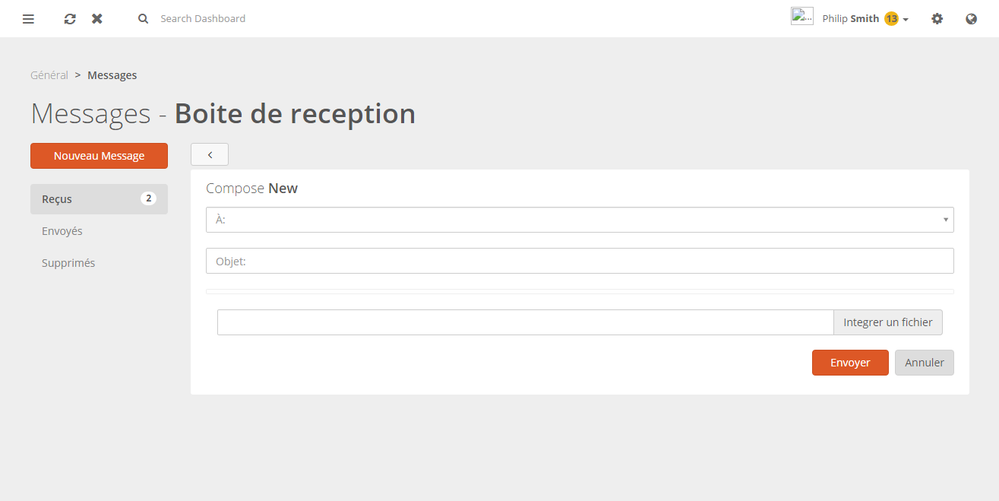 Search Dashboard
Philip Smith 13
Général > Messages
Messages - Boite de reception
Nouveau Message
Reçus 2
Envoyés
Supprimés
Compose New
À:
Objet:
Integrer un fichier
Envoyer Annuler